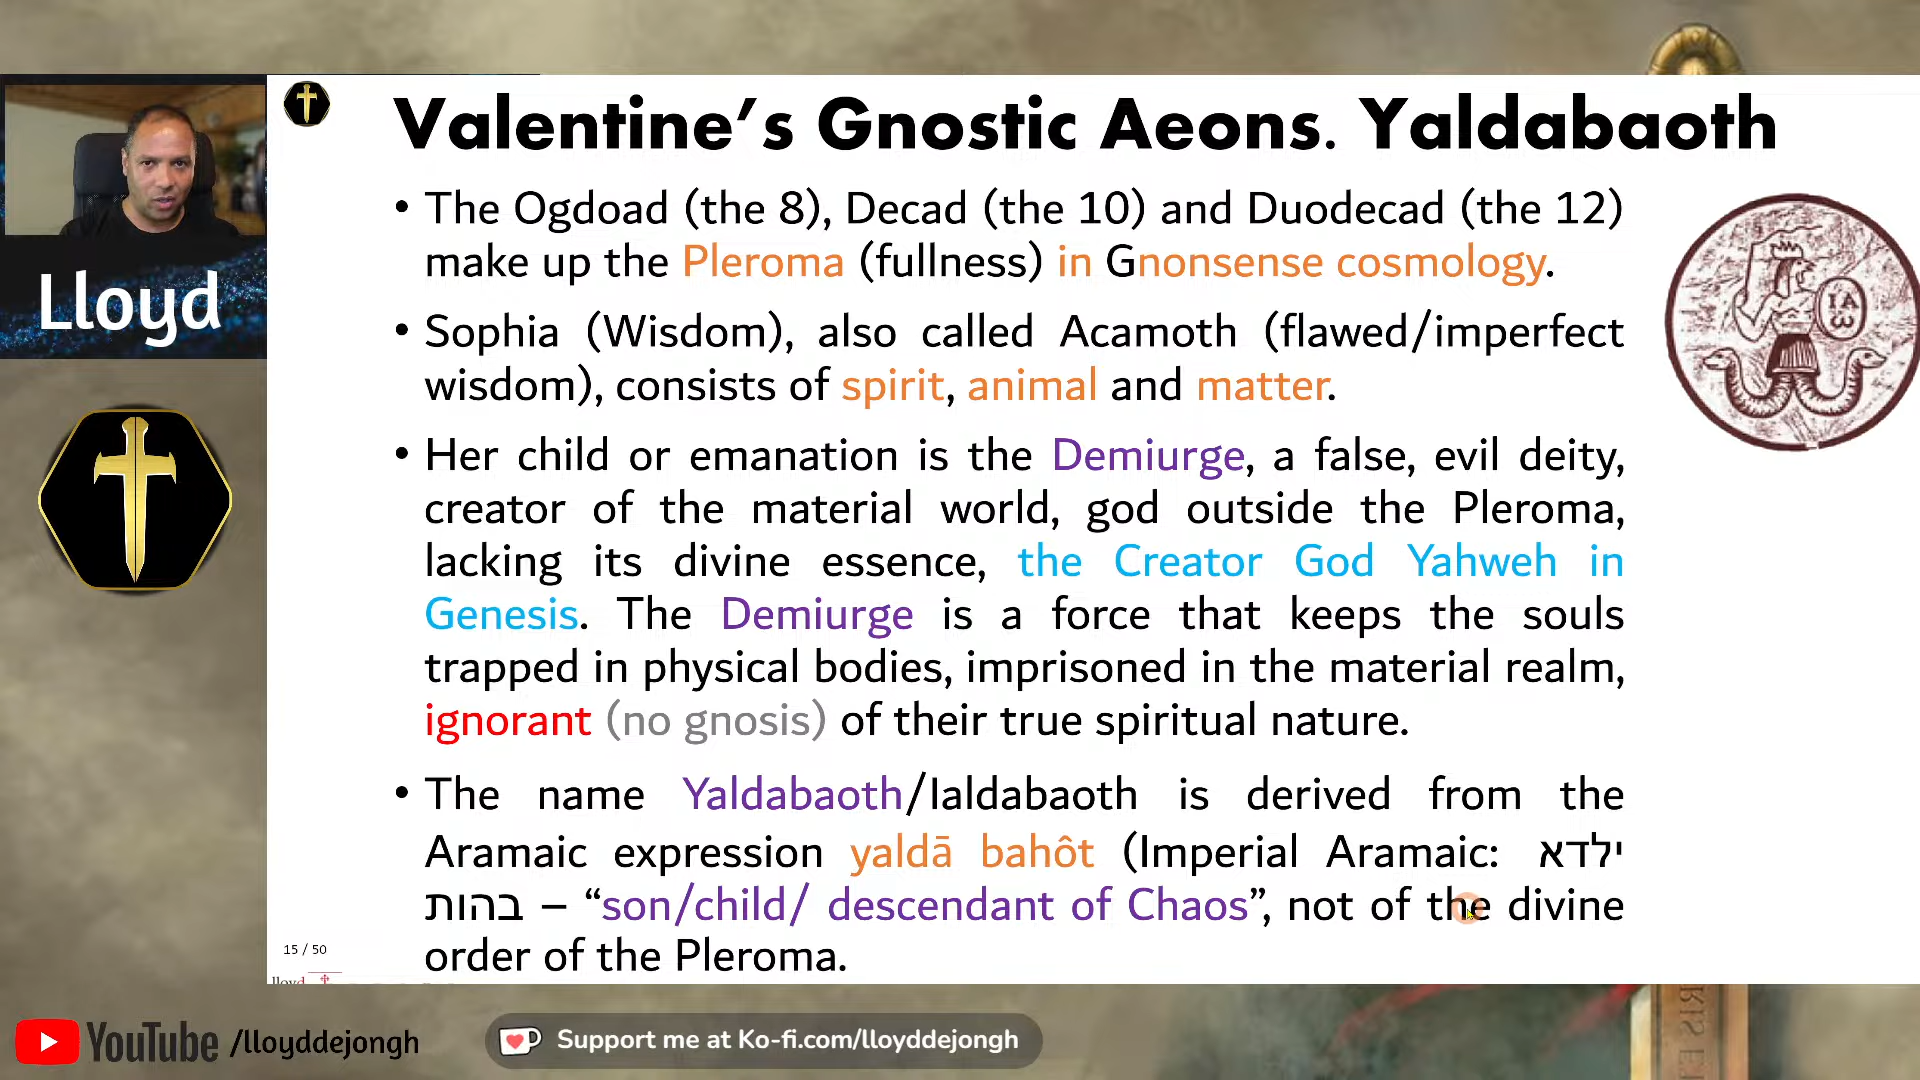 Valentine's Gnostic Aeons. Yaldabaoth
• The Ogdoad (the 8), Decad (the 10) and Duodecad (the 12)
make up the Pleroma (fullness) in Gnonsense cosmology.
• Sophia (Wisdom), also called Acamoth (flawed/imperfect
wisdom), consists of spirit, animal and matter.
• Her child or emanation is the Demiurge, a false, evil deity,
creator of the material world, god outside the Pleroma,
lacking its divine essence, the Creator God Yahweh in
Genesis. The Demiurge is a force that keeps the souls
trapped in physical bodies, imprisoned in the material realm,
ignorant (no gnosis) of their true spiritual nature.
• The name Yaldabaoth/Ialdabaoth is derived from the
Aramaic expression yaldā bahôt (Imperial Aramaic: ילדא
בהות – “son/child/ descendant of Chaos”, not of the divine
order of the Pleroma.
15 / 50
lloyd
Lloyd
ΙΑ
ω
YouTube /lloyddejongh
Support me at Ko-fi.com/lloyddejongh